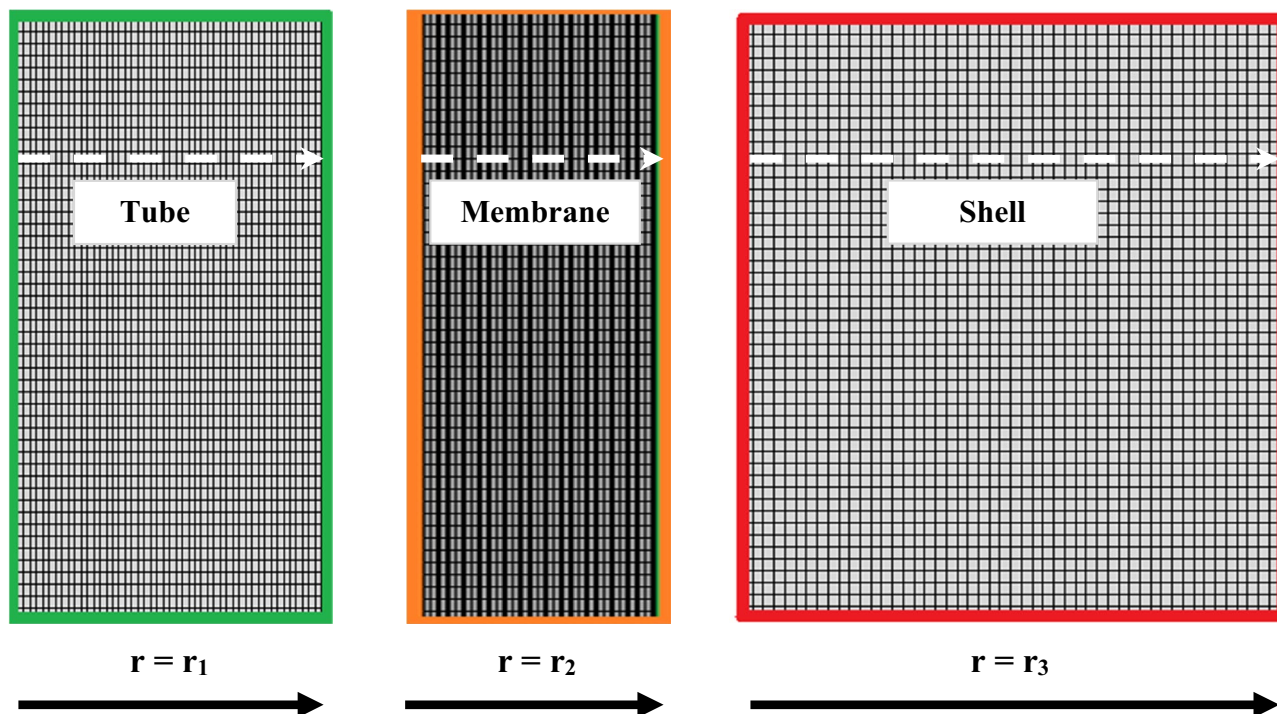 Tube
Membrane
Shell
r = r₁
r = r₂
r = r₃